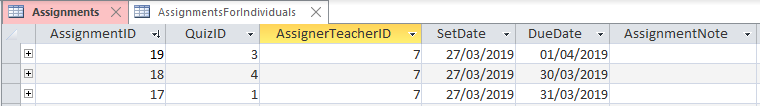 Assignments AssignmentsForIndividuals
AssignmentID QuizID AssignerTeacherID SetDate DueDate AssignmentNote
19 3 7 27/03/2019 01/04/2019
18 4 7 27/03/2019 30/03/2019
17 1 7 27/03/2019 31/03/2019